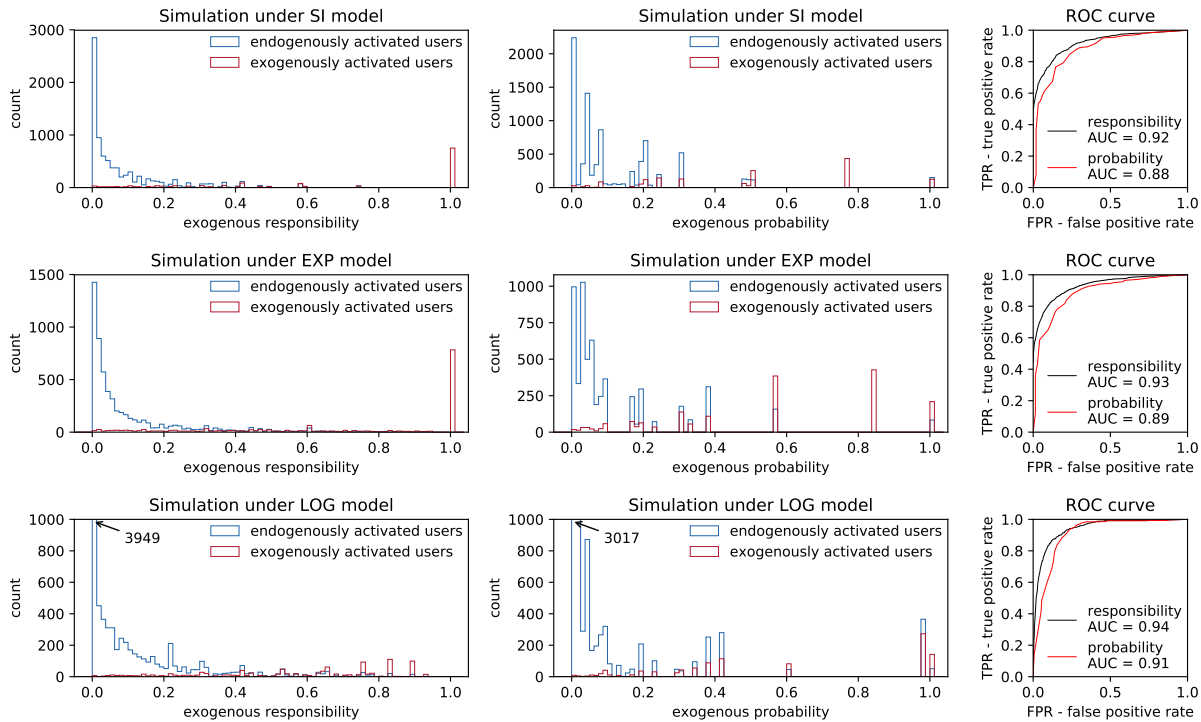 Simulation under SI model
3000
2000
1000
0
count
endogenously activated users
exogenously activated users
0.0 0.2 0.4 0.6 0.8 1.0
exogenous responsibility
Simulation under SI model
2000
1500
1000
500
0
count
endogenously activated users
exogenously activated users
0.0 0.2 0.4 0.6 0.8 1.0
exogenous probability
ROC curve
1.0
0.8
0.6
0.4
0.2
0.0
TPR - true positive rate
responsibility
AUC = 0.92
probability
AUC = 0.88
0.0 0.5 1.0
FPR - false positive rate
Simulation under EXP model
1500
1000
500
0
count
endogenously activated users
exogenously activated users
0.0 0.2 0.4 0.6 0.8 1.0
exogenous responsibility
Simulation under EXP model
1000
750
500
250
0
count
endogenously activated users
exogenously activated users
0.0 0.2 0.4 0.6 0.8 1.0
exogenous probability
ROC curve
1.0
0.8
0.6
0.4
0.2
0.0
TPR - true positive rate
responsibility
AUC = 0.93
probability
AUC = 0.89
0.0 0.5 1.0
FPR - false positive rate
Simulation under LOG model
1000
800
600
400
200
0
count
3949
endogenously activated users
exogenously activated users
0.0 0.2 0.4 0.6 0.8 1.0
exogenous responsibility
Simulation under LOG model
1000
800
600
400
200
0
count
3017
endogenously activated users
exogenously activated users
0.0 0.2 0.4 0.6 0.8 1.0
exogenous probability
ROC curve
1.0
0.8
0.6
0.4
0.2
0.0
TPR - true positive rate
responsibility
AUC = 0.94
probability
AUC = 0.91
0.0 0.5 1.0
FPR - false positive rate